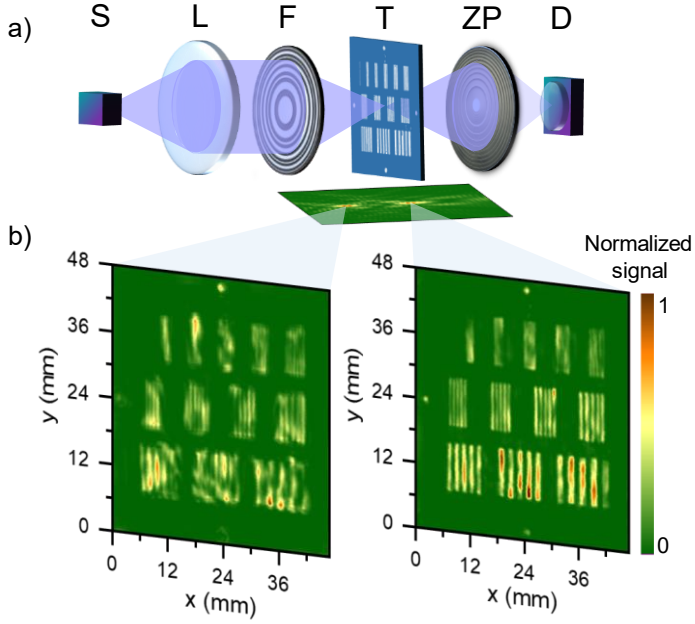 a)
S L F T ZP D
b)
Normalized
signal
1
0
48
36
24
12
0
y (mm)
0 12 24 36
x (mm)
48
36
24
12
0
y (mm)
0 12 24 36
x (mm)